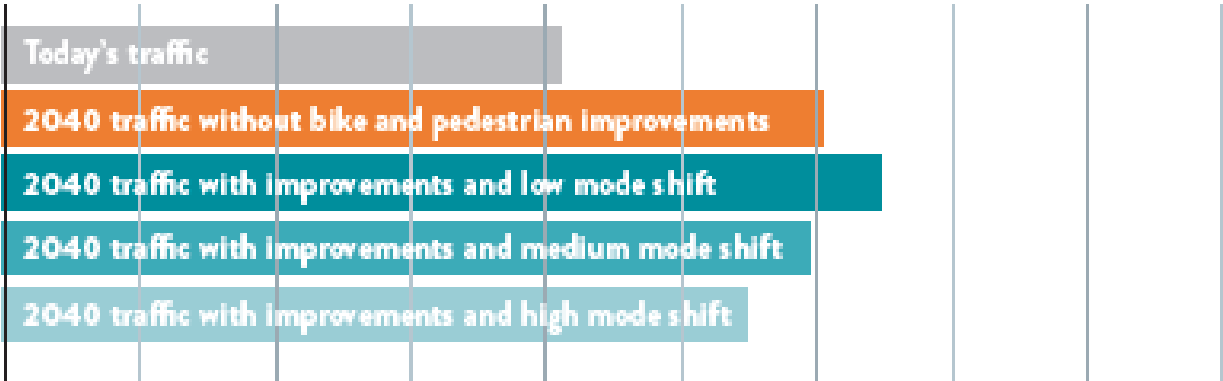 Today's traffic
2040 traffic without bike and pedestrian improvements
2040 traffic with improvements and low mode shift
2040 traffic with improvements and medium mode shift
2040 traffic with improvements and high mode shift